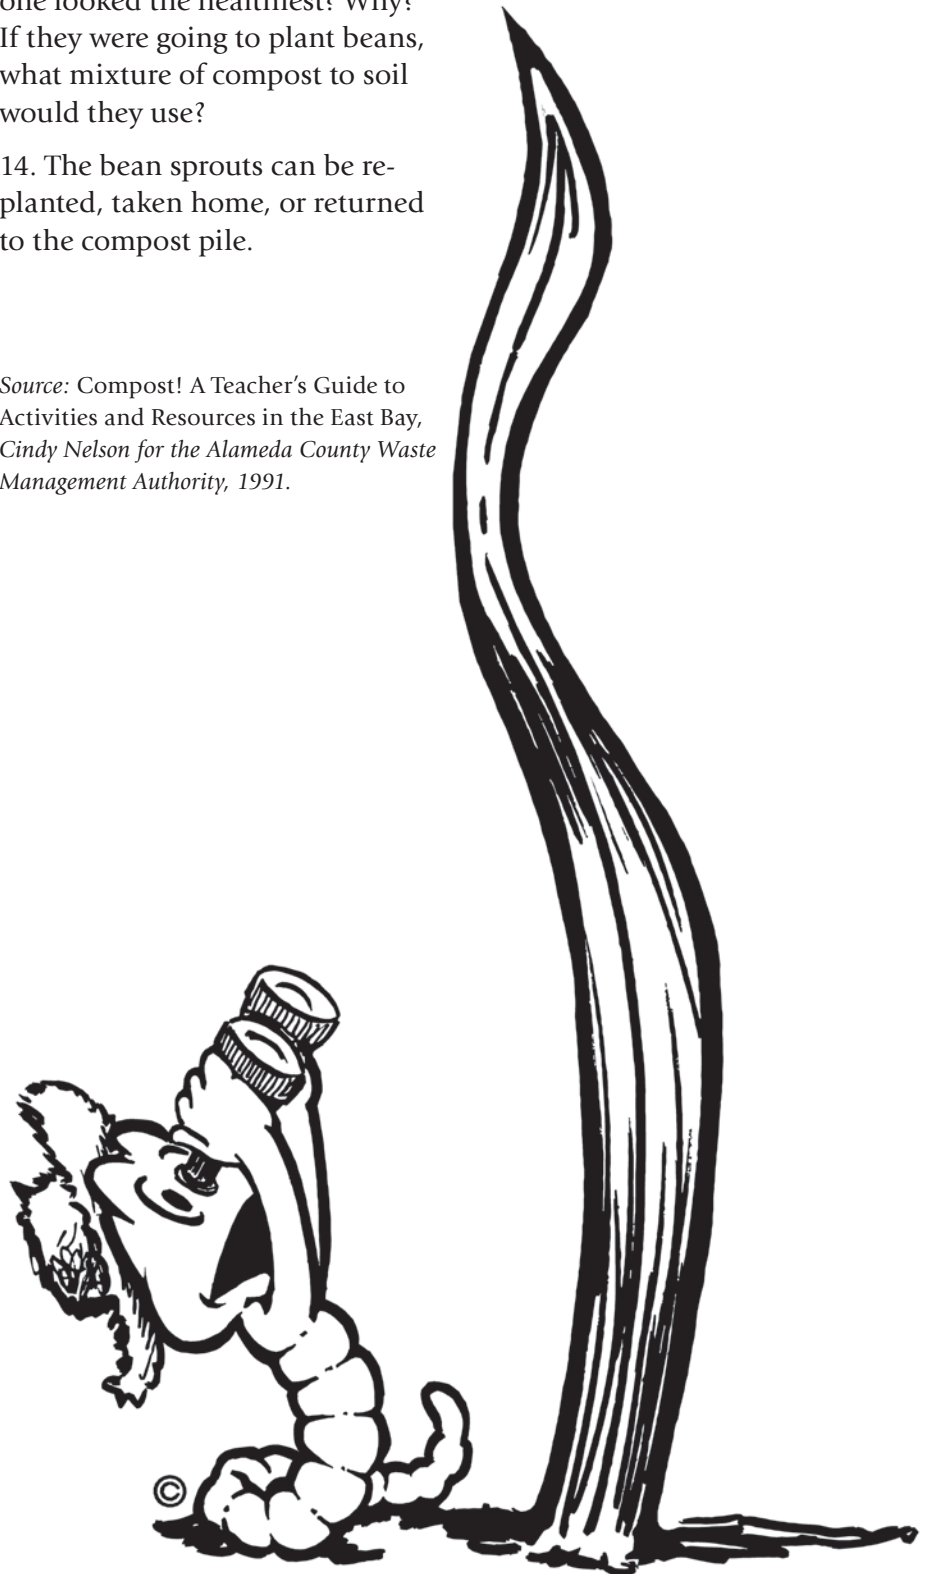 one looked the healthiest? Why?
If they were going to plant beans,
what mixture of compost to soil
would they use?
14. The bean sprouts can be re-
planted, taken home, or returned
to the compost pile.
Source: Compost! A Teacher’s Guide to
Activities and Resources in the East Bay,
Cindy Nelson for the Alameda County Waste
Management Authority, 1991.
©